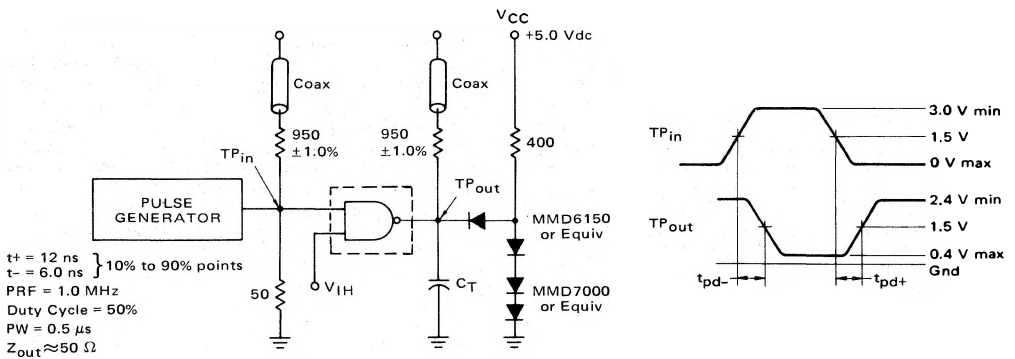 VCC
+5.0 Vdc
Coax
Coax
950
±1.0%
950
±1.0%
400
TPin
TPout
PULSE
GENERATOR
MMD6150
or Equiv
t+ = 12 ns
t− = 6.0 ns
} 10% to 90% points
PRF = 1.0 MHz
Duty Cycle = 50%
PW = 0.5 μs
Zout ≈ 50 Ω
50
VIH
CT
MMD7000
or Equiv
TPin
3.0 V min
1.5 V
0 V max
TPout
2.4 V min
1.5 V
0.4 V max
Gnd
tpd−
tpd+